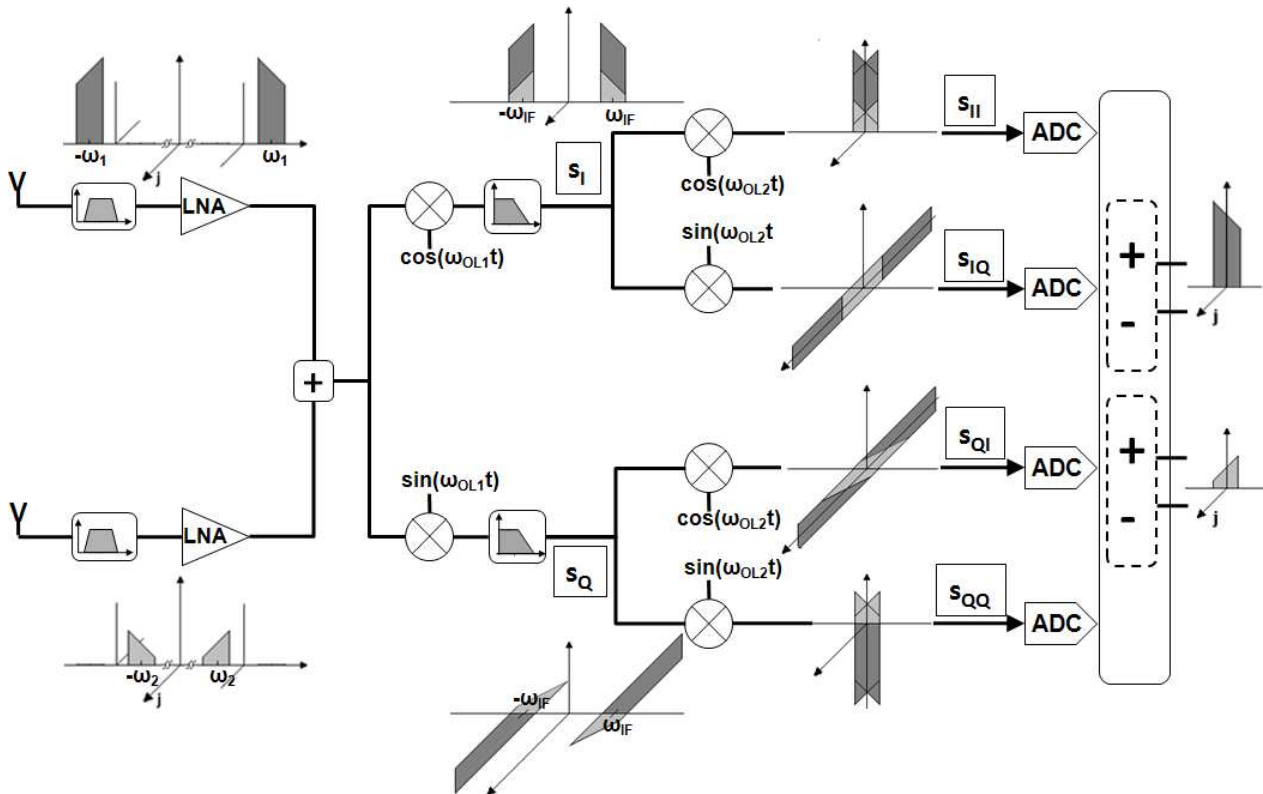 -ω1
ω1
j
LNA
-ωIF
ωIF
sI
cos(ωOL1t)
cos(ωOL2t)
sII
ADC
sin(ωOL2t
sIQ
ADC
+
-
j
+
sin(ωOL1t)
sQ
cos(ωOL2t)
sQI
ADC
+
-
j
LNA
sin(ωOL2t)
sQQ
ADC
-ω2
ω2
j
-ωIF
ωIF